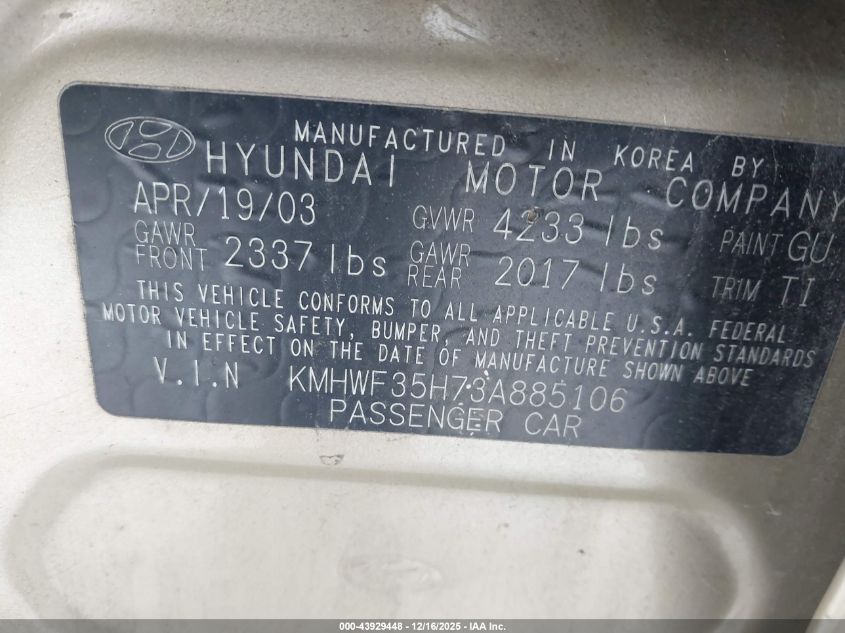 MANUFACTURED IN KOREA BY
HYUNDAI MOTOR COMPANY
APR/19/03 GVWR 4233 lbs PAINT GU
GAWR FRONT 2337 lbs GAWR REAR 2017 lbs TRIM TI
THIS VEHICLE CONFORMS TO ALL APPLICABLE U.S.A. FEDERAL
MOTOR VEHICLE SAFETY, BUMPER, AND THEFT PREVENTION STANDARDS
IN EFFECT ON THE DATE OF MANUFACTURE SHOWN ABOVE
V.I.N KMHWF35H73A885106
PASSENGER CAR
000-43929448 - 12/16/2025 - IAA Inc.